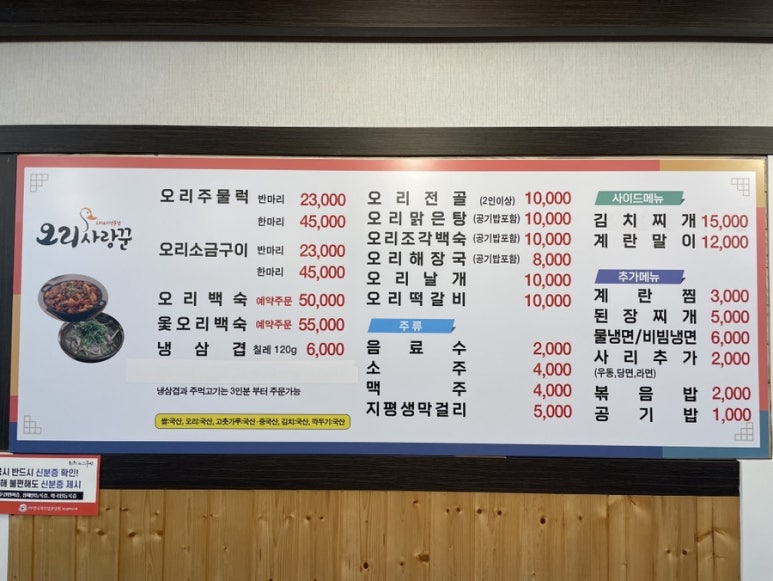 오리사랑꾼
오리주물럭 반마리 23,000
한마리 45,000
오리소금구이 반마리 23,000
한마리 45,000
오리백숙 예약주문 50,000
옻오리백숙 예약주문 55,000
냉삼겹 칠레 120g 6,000
냉삼겹과 주먹고기는 3인분 부터 주문가능
쌀:국산, 오리:국산, 고춧가루:국산·중국산, 김치:국산, 깍두기:국산
오리전골 (2인이상) 10,000
오리맑은탕 (공기밥포함) 10,000
오리조각백숙 (공기밥포함) 10,000
오리해장국 (공기밥포함) 8,000
오리날개 10,000
오리떡갈비 10,000
주류
음료수 2,000
소주 4,000
맥주 4,000
지평생막걸리 5,000
사이드메뉴
김치찌개 15,000
계란말이 12,000
추가메뉴
계란찜 3,000
된장찌개 5,000
물냉면/비빔냉면 6,000
사리추가 2,000
(우동,당면,라면)
볶음밥 2,000
공기밥 1,000
반드시 신분증 확인!
불편해도 신분증 제시